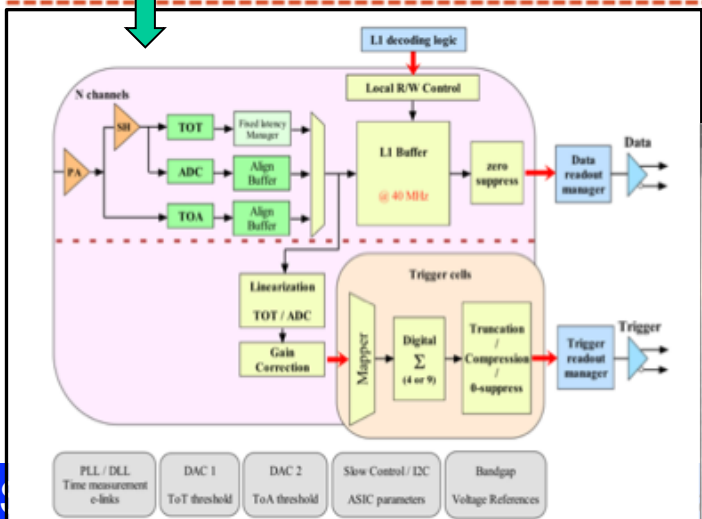 L1 decoding logic
N channels
Local R/W Control
SH
TOT
Fixed latency
Manager
L1 Buffer
Data
PA
ADC
Align
Buffer
zero
suppress
Data
readout
manager
@ 40 MHz
TOA
Align
Buffer
Trigger cells
Linearization
TOT / ADC
Mapper
Digital
Σ
(4 or 9)
Truncation
/
Compression
/
0-suppress
Trigger
readout
manager
Trigger
Gain
Correction
PLL / DLL
Time measurement
e-links
DAC 1
ToT threshold
DAC 2
ToA threshold
Slow Control / I2C
ASIC parameters
Bandgap
Voltage References